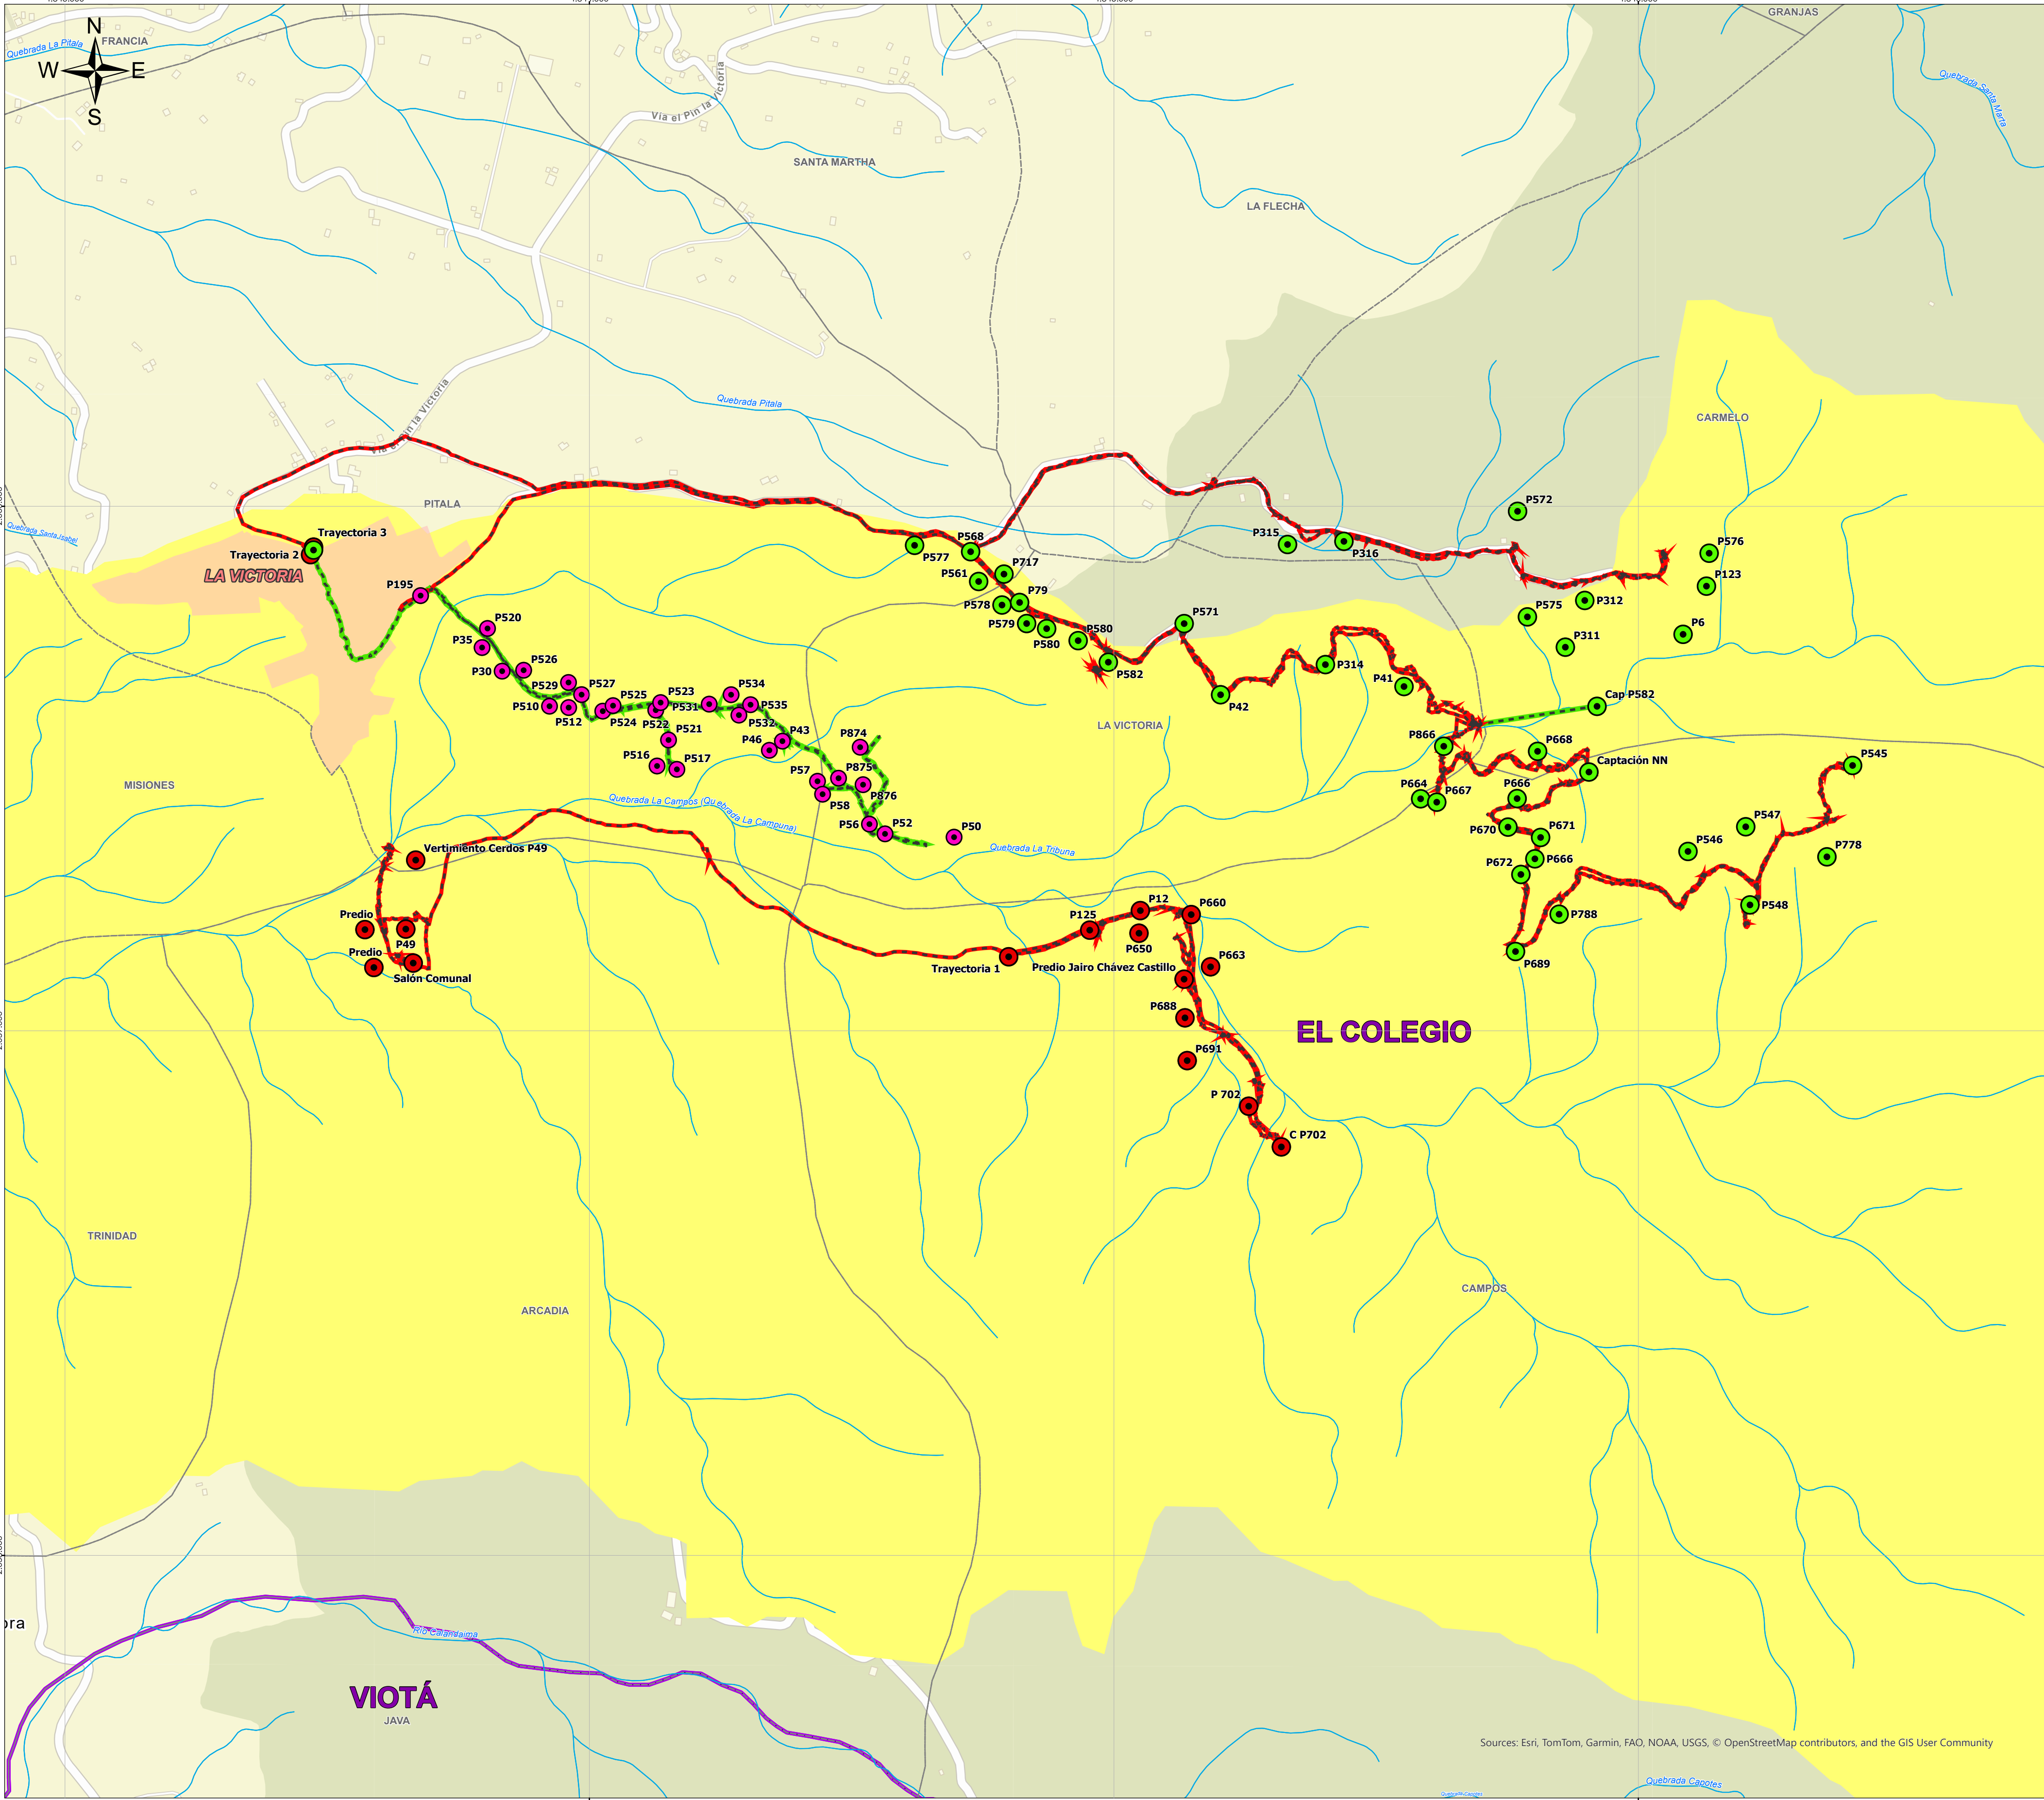 GRANJAS
N
FRANCIA
Quebrada La Pitala
W
E
S
Via el Pin la Victoria
Quebrada Santa Marta
SANTA MARTHA
LA FLECHA
Via el Pin la Victoria
Quebrada Pitala
CARMELO
PITALA
P572
Quebrada Santa Isabel
Trayectoria 3
Trayectoria 2
LA VICTORIA
P568
P577
P315
P316
P576
P717
P561
P195
P123
P79
P578
P312
P571
P575
P520
P579
P580
P580
P6
P35
P311
P582
P314
P30
P526
P41
P529
P527
P534
Cap P582
P510
P525
P523
P535
P42
P512
P524
P522
P531
P532
LA VICTORIA
P521
P43
P46
P874
P866
P668
P516
P517
P545
Captación NN
MISIONES
P57
P875
P876
P58
P664
P667
P666
Quebrada La Campos (Quebrada La Campuna)
P56
P52
P50
P670
P671
P547
Vertimiento Cerdos P49
Quebrada La Tribuna
P546
P778
P672
P666
Predio
P49
P125
P12
P660
P788
P548
P650
Predio
Salón Comunal
Trayectoria 1
Predio Jairo Chávez Castillo
P663
P689
P688
EL COLEGIO
P691
P 702
C P702
TRINIDAD
ARCADIA
CAMPOS
Río Calandaima
VIOTÁ
JAVA
Sources: Esri, TomTom, Garmin, FAO, NOAA, USGS, © OpenStreetMap contributors, and the GIS User Community
Quebrada Capotes
Quebrada Capotes